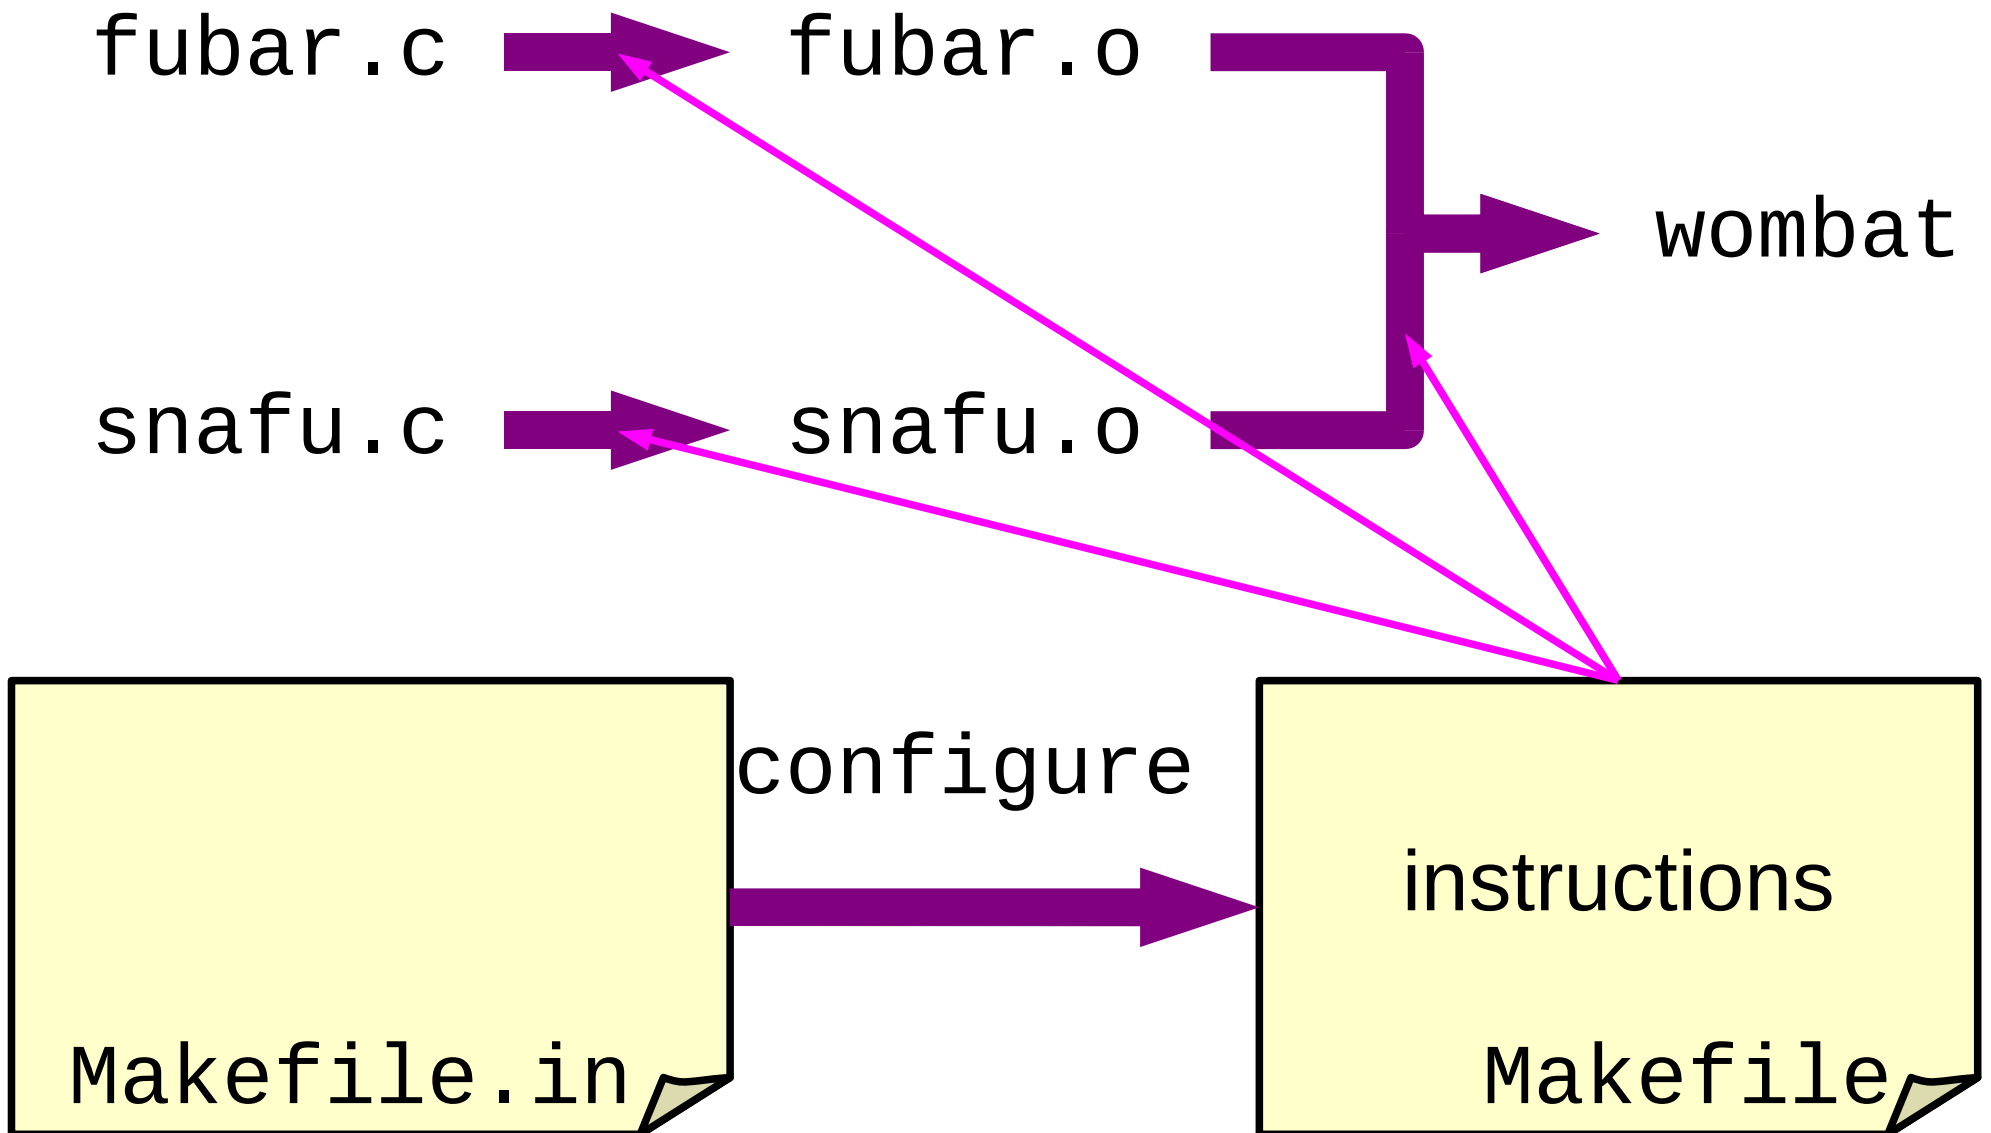 fubar.c fubar.o
wombat
snafu.c snafu.o
configure
instructions
Makefile.in Makefile